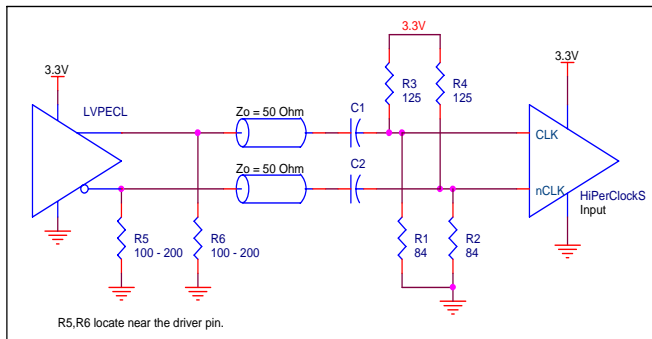 3.3V
3.3V
3.3V
LVPECL
R3
125
R4
125
Zo = 50 Ohm
C1
CLK
Zo = 50 Ohm
C2
nCLK
HiPerClockS
Input
R5
100 - 200
R6
100 - 200
R1
84
R2
84
R5,R6 locate near the driver pin.